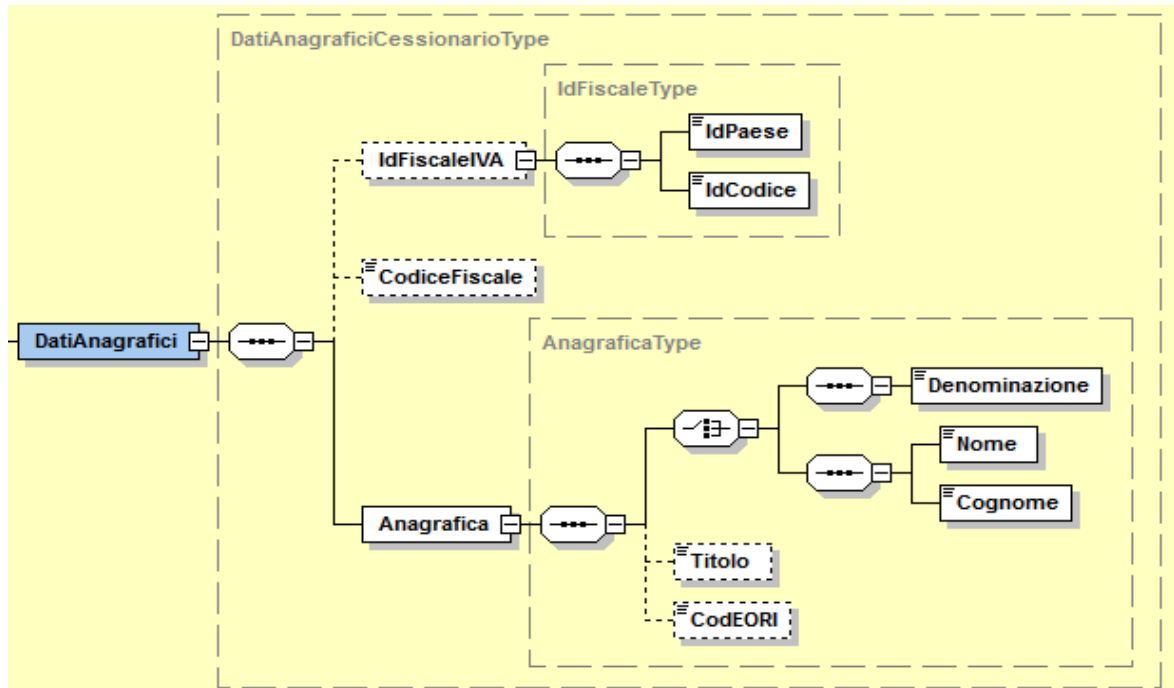 DatiAnagraficiCessionarioType
IdFiscaleType
IdPaese
IdFiscaleIVA
IdCodice
CodiceFiscale
DatiAnagrafici
AnagraficaType
Denominazione
Nome
Cognome
Anagrafica
Titolo
CodEORI